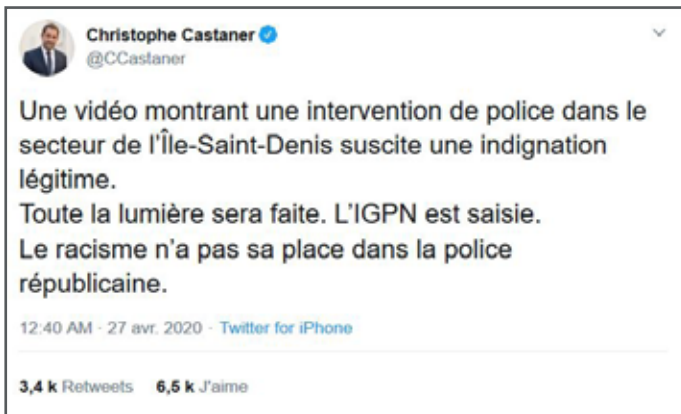 Christophe Castaner
@CCastaner
Une vidéo montrant une intervention de police dans le
secteur de l'Île-Saint-Denis suscite une indignation
légitime.
Toute la lumière sera faite. L'IGPN est saisie.
Le racisme n'a pas sa place dans la police
républicaine.
12:40 AM · 27 avr. 2020 · Twitter for iPhone
3,4 k Retweets 6,5 k J'aime